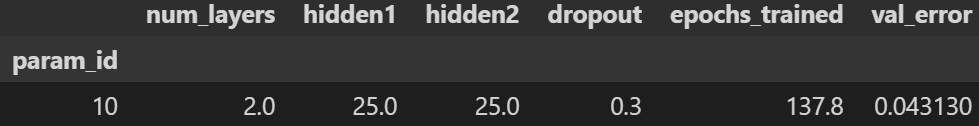 num_layers hidden1 hidden2 dropout epochs_trained val_error
param_id
10 2.0 25.0 25.0 0.3 137.8 0.043130